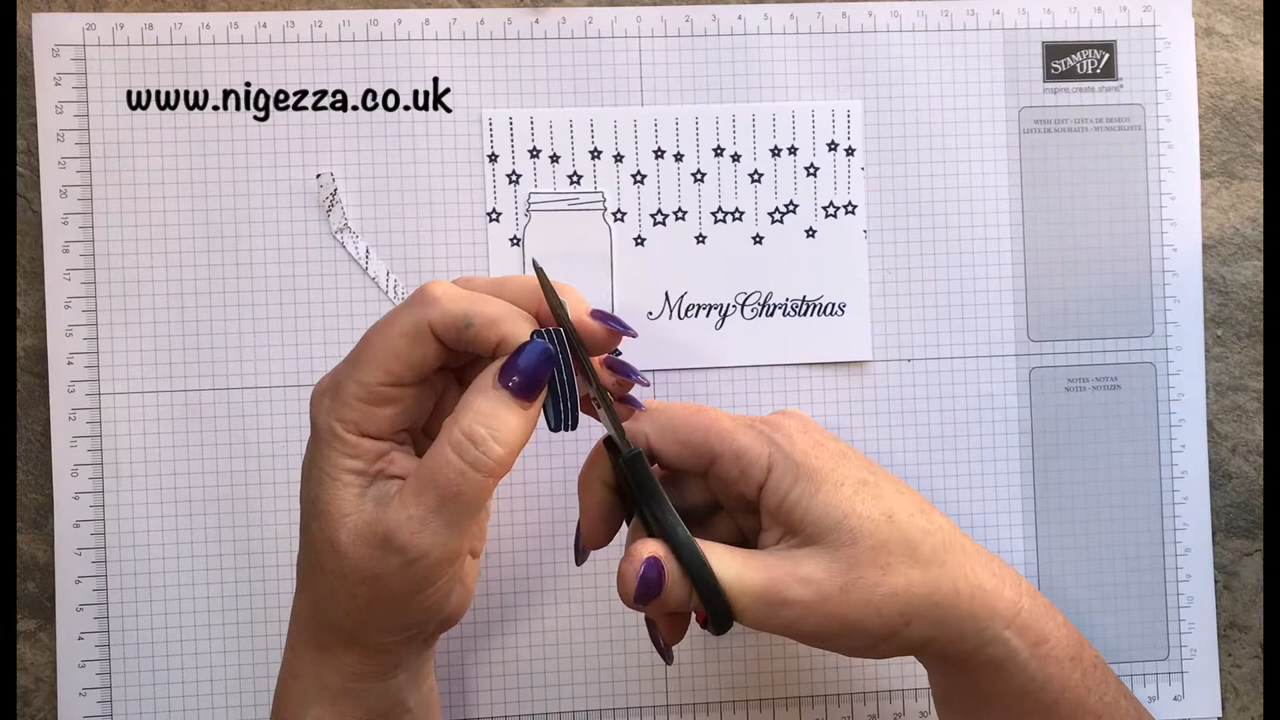 www.nigezza.co.uk
STAMPIN' UP!
inspire.create.share.
WISH LIST • LISTA DE DESEOS
LISTE DE SOUHAITS • WUNSCHLISTE
Merry Christmas
NOTES • NOTAS
NOTES • NOTIZEN